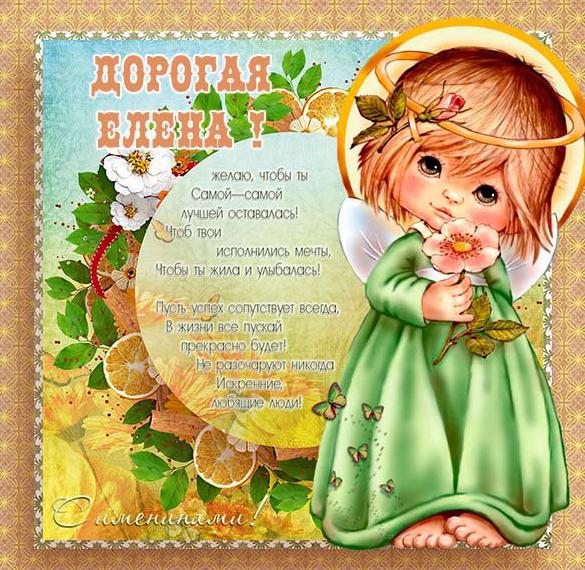 ДОРОГАЯ
ЕЛЕНА !
желаю, чтобы ты
Самой—самой
лучшей оставалась!
Чтоб твои
исполнились мечты,
Чтобы ты жила и улыбалась!
Пусть успех сопутствует всегда,
В жизни всё пускай
прекрасно будет!
Не разочаруют никогда
Искренние,
любящие люди!
С именинами!